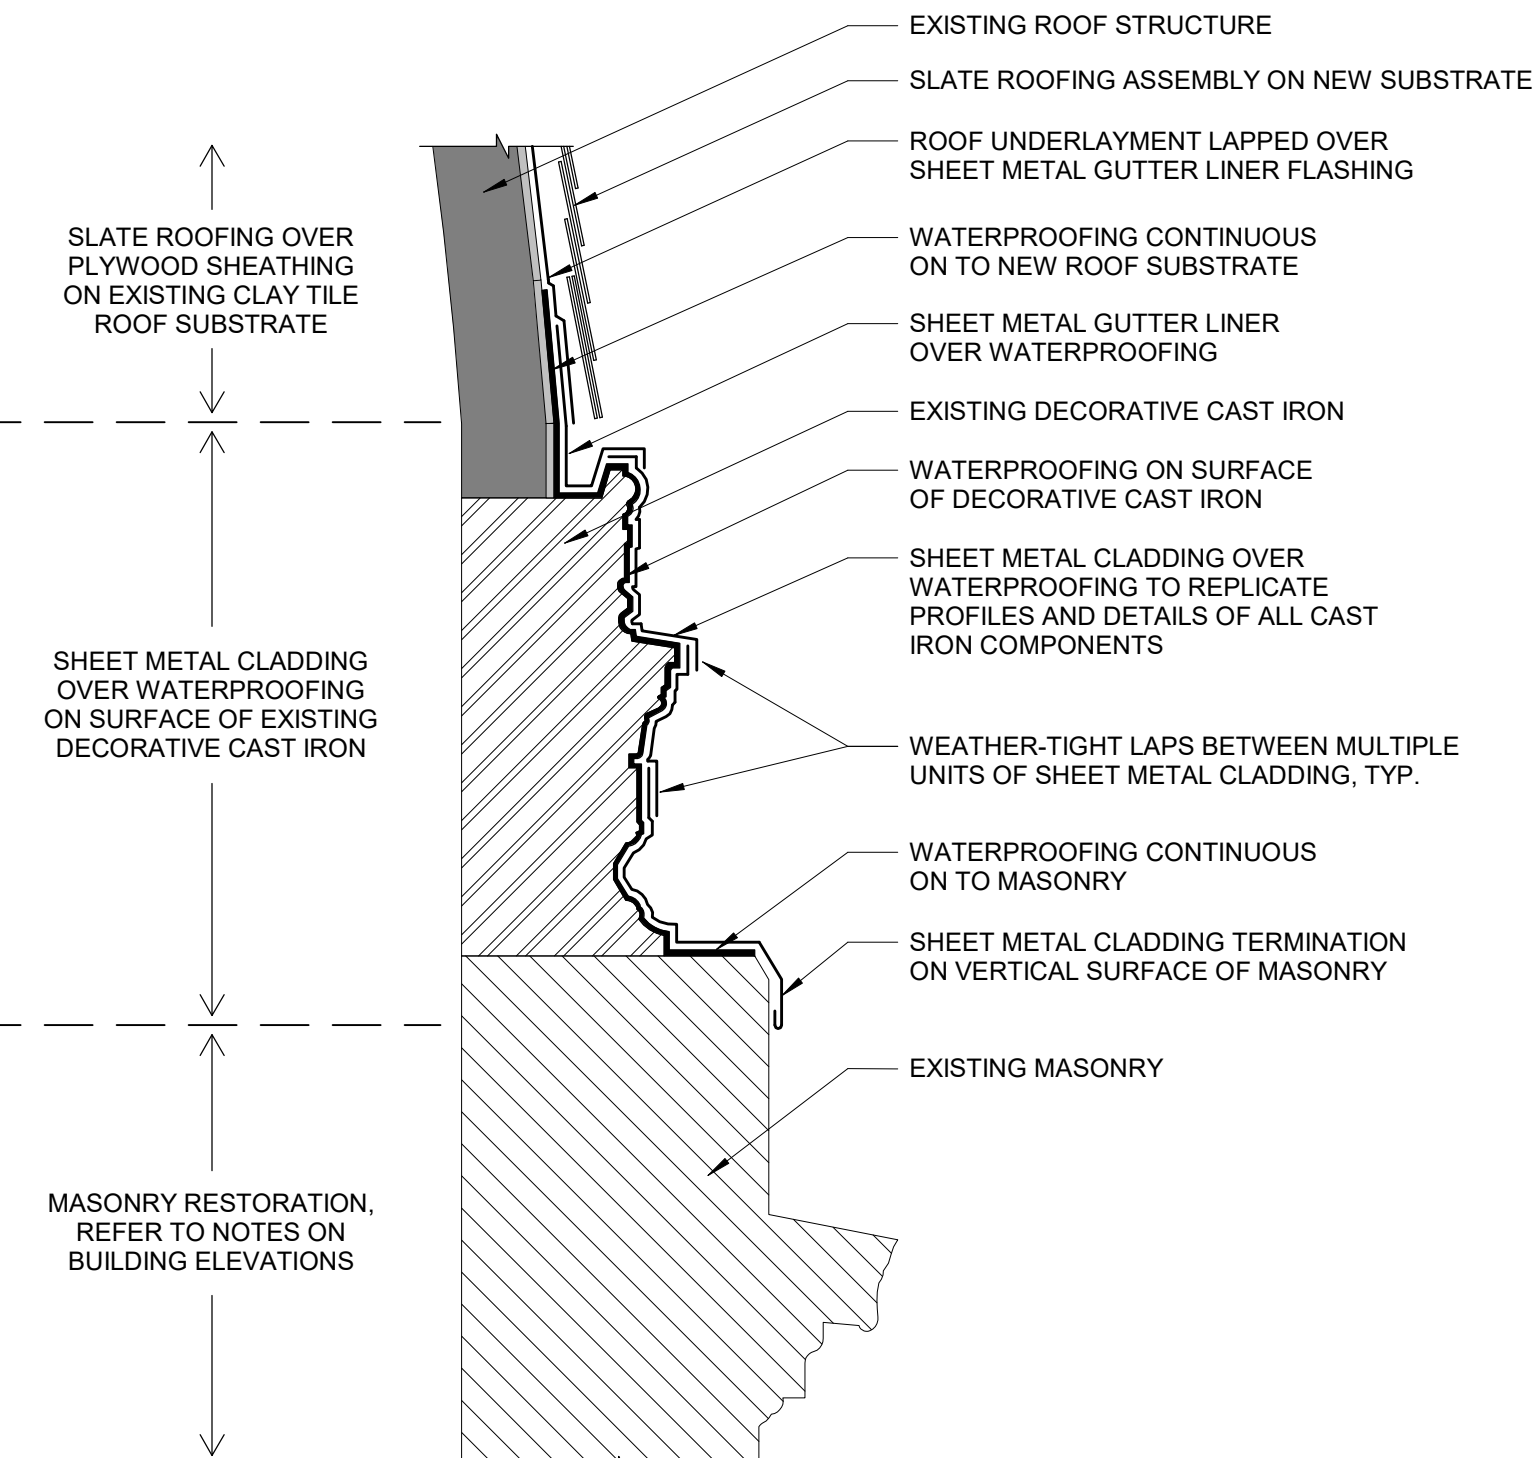 EXISTING ROOF STRUCTURE
SLATE ROOFING ASSEMBLY ON NEW SUBSTRATE
ROOF UNDERLAYMENT LAPPED OVER
SHEET METAL GUTTER LINER FLASHING
WATERPROOFING CONTINUOUS
ON TO NEW ROOF SUBSTRATE
SHEET METAL GUTTER LINER
OVER WATERPROOFING
EXISTING DECORATIVE CAST IRON
WATERPROOFING ON SURFACE
OF DECORATIVE CAST IRON
SHEET METAL CLADDING OVER
WATERPROOFING TO REPLICATE
PROFILES AND DETAILS OF ALL CAST
IRON COMPONENTS
WEATHER-TIGHT LAPS BETWEEN MULTIPLE
UNITS OF SHEET METAL CLADDING, TYP.
WATERPROOFING CONTINUOUS
ON TO MASONRY
SHEET METAL CLADDING TERMINATION
ON VERTICAL SURFACE OF MASONRY
EXISTING MASONRY
SLATE ROOFING OVER
PLYWOOD SHEATHING
ON EXISTING CLAY TILE
ROOF SUBSTRATE
SHEET METAL CLADDING
OVER WATERPROOFING
ON SURFACE OF EXISTING
DECORATIVE CAST IRON
MASONRY RESTORATION,
REFER TO NOTES ON
BUILDING ELEVATIONS